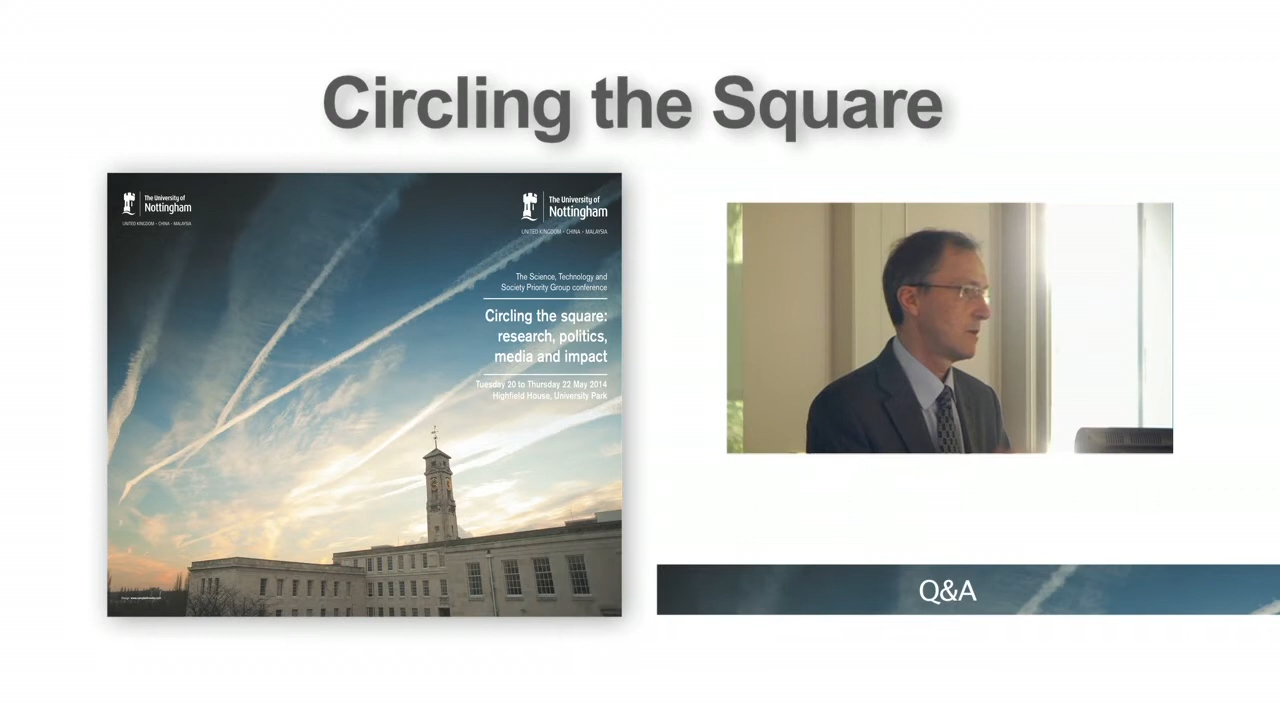 Circling the Square
The University of
Nottingham
UNITED KINGDOM · CHINA · MALAYSIA
The University of
Nottingham
UNITED KINGDOM · CHINA · MALAYSIA
The Science, Technology and
Society Priority Group conference
Circling the square:
research, politics,
media and impact
Tuesday 20 to Thursday 22 May 2014
Highfield House, University Park
Q&A